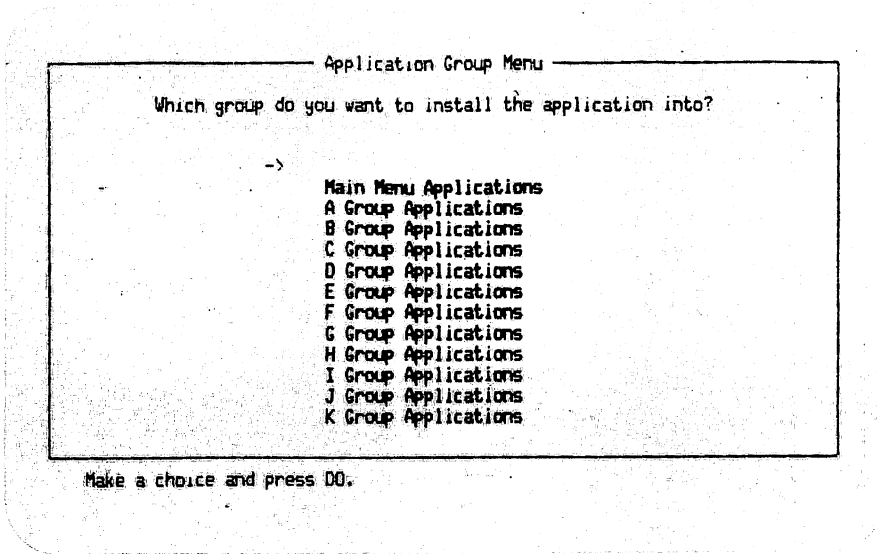 Application Group Menu
Which group do you want to install the application into?
->
Main Menu Applications
A Group Applications
B Group Applications
C Group Applications
D Group Applications
E Group Applications
F Group Applications
G Group Applications
H Group Applications
I Group Applications
J Group Applications
K Group Applications
Make a choice and press DO.